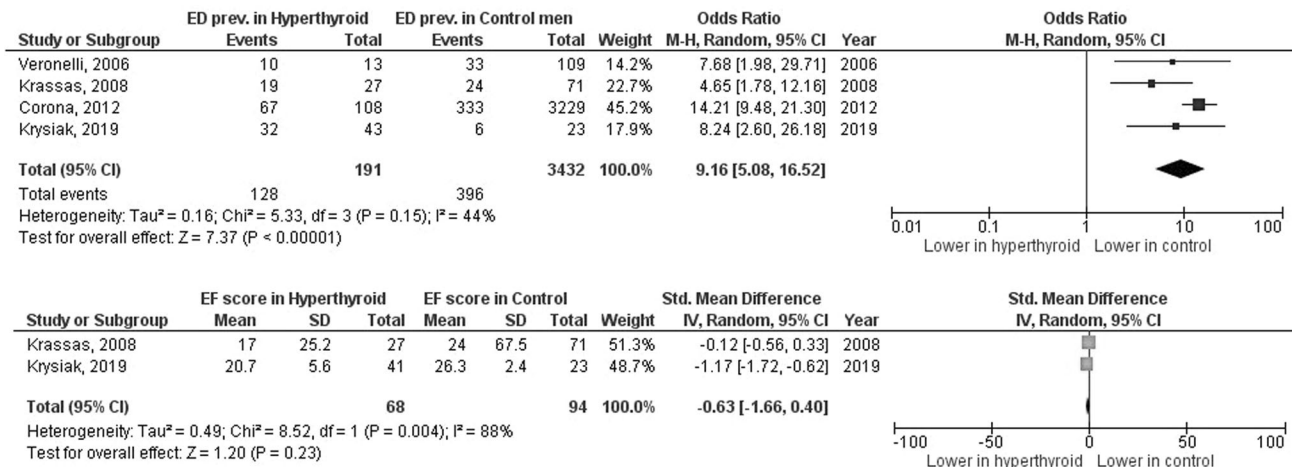 ED prev. in Hyperthyroid ED prev. in Control men Odds Ratio Odds Ratio
Study or Subgroup Events Total Events Total Weight M-H, Random, 95% CI Year M-H, Random, 95% CI
Veronelli, 2006 10 13 33 109 14.2% 7.68 [1.98, 29.71] 2006
Krassas, 2008 19 27 24 71 22.7% 4.65 [1.78, 12.16] 2008
Corona, 2012 67 108 333 3229 45.2% 14.21 [9.48, 21.30] 2012
Krysiak, 2019 32 43 6 23 17.9% 8.24 [2.60, 26.18] 2019
Total (95% CI) 191 3432 100.0% 9.16 [5.08, 16.52]
Total events 128 396
Heterogeneity: Tau² = 0.16; Chi² = 5.33, df = 3 (P = 0.15); I² = 44%
Test for overall effect: Z = 7.37 (P < 0.00001)
0.01 0.1 1 10 100
Lower in hyperthyroid Lower in control
EF score in Hyperthyroid EF score in Control Std. Mean Difference Std. Mean Difference
Study or Subgroup Mean SD Total Mean SD Total Weight IV, Random, 95% CI Year IV, Random, 95% CI
Krassas, 2008 17 25.2 27 24 67.5 71 51.3% -0.12 [-0.56, 0.33] 2008
Krysiak, 2019 20.7 5.6 41 26.3 2.4 23 48.7% -1.17 [-1.72, -0.62] 2019
Total (95% CI) 68 94 100.0% -0.63 [-1.66, 0.40]
Heterogeneity: Tau² = 0.49; Chi² = 8.52, df = 1 (P = 0.004); I² = 88%
Test for overall effect: Z = 1.20 (P = 0.23)
-100 -50 0 50 100
Lower in hyperthyroid Lower in control